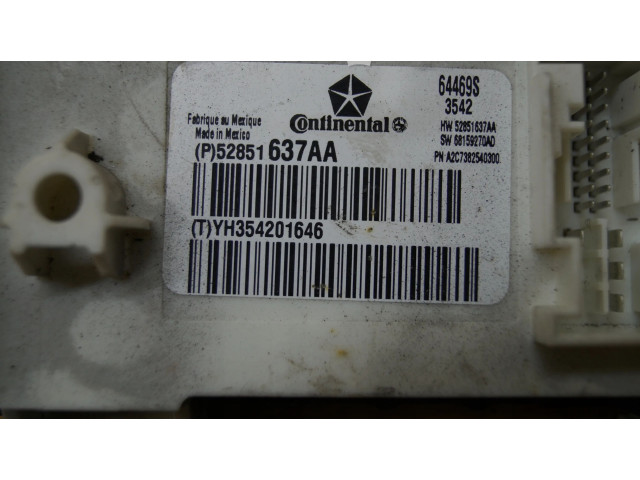 64469S
3542
Fabrique au Mexique
Made in Mexico
Continental
HW 52851637AA
SW 68159270AD
(P)52851637AA
PN A2C7382540300
(T)YH354201646